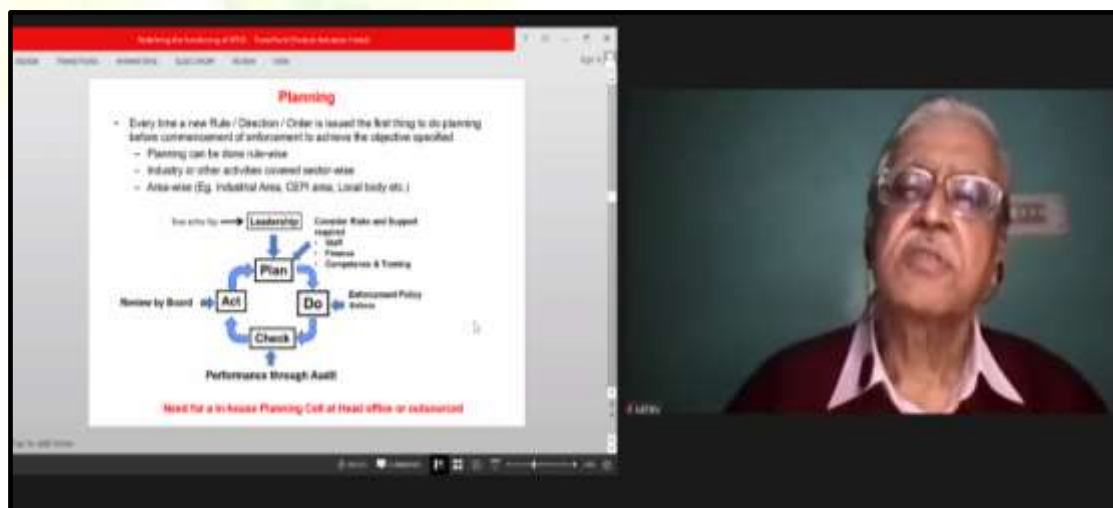 Planning
• Every time a new Rule / Direction / Order is issued the first thing to do planning
before commencement of enforcement to achieve the objective specified
– Planning can be done rule-wise
– Industry or other activities covered sector-wise
– Area-wise (Eg. Industrial Area, CEPI area, Local body etc.)
Leadership
Consider Risks and Support
required
• Staff
• Finance
• Competence & Training
Plan
Review by Board
Act
Do
Enforcement Policy
Check
Performance through Audit
Need for a in-house Planning Cell at Head office or outsourced